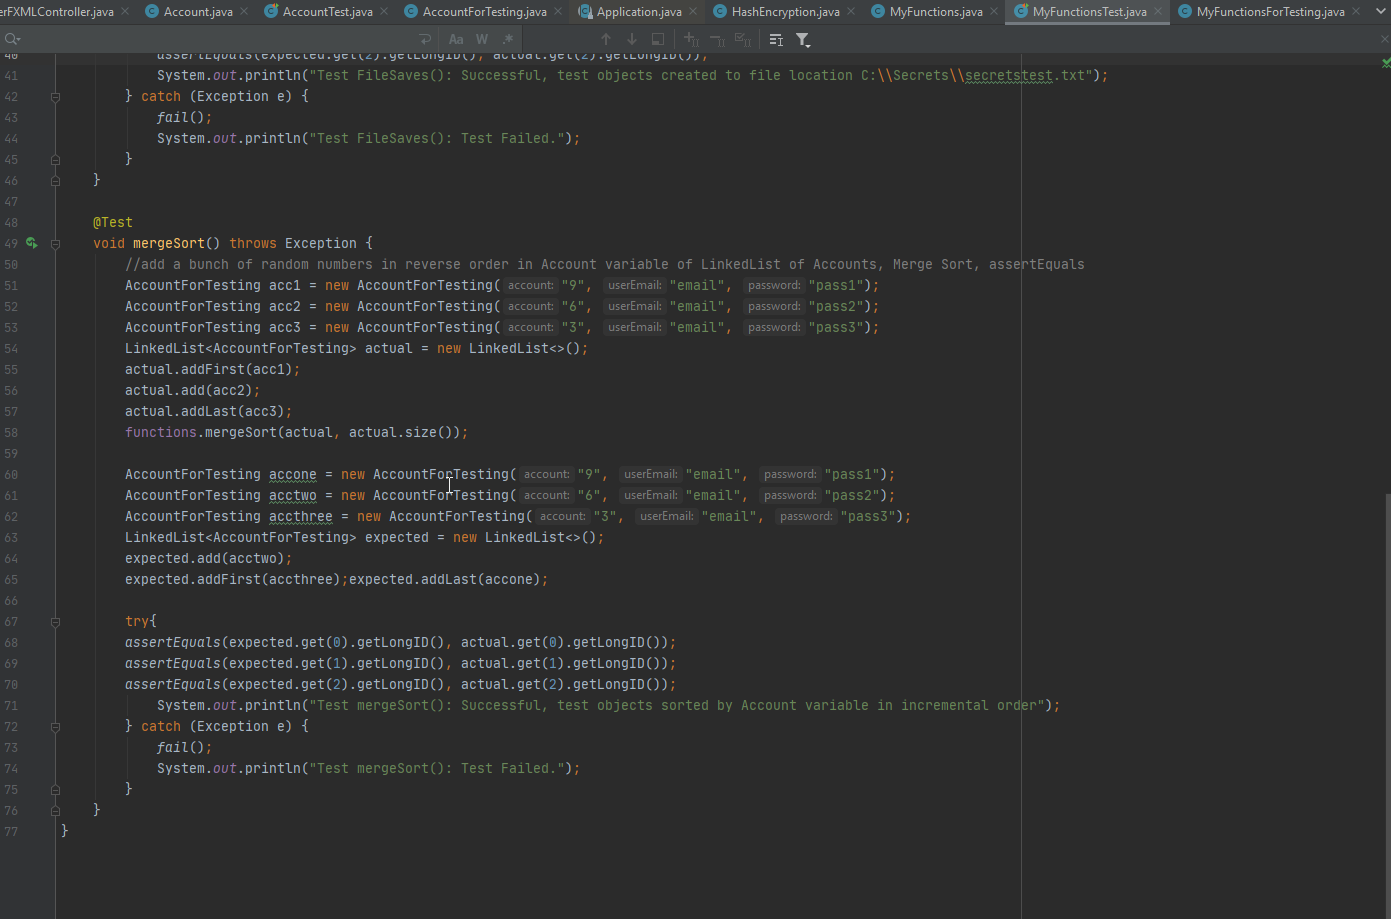 erFXMLController.java Account.java AccountTest.java AccountForTesting.java Application.java HashEncryption.java MyFunctions.java MyFunctionsTest.java MyFunctionsForTesting.java
Aa W .*
40 assertEquals(expected.get(2).getLongID(), actual.get(2).getLongID());
41 System.out.println("Test FileSaves(): Successful, test objects created to file location C:\\Secrets\\secretstest.txt");
42 } catch (Exception e) {
43 fail();
44 System.out.println("Test FileSaves(): Test Failed.");
45 }
46 }
47
48 @Test
49 void mergeSort() throws Exception {
50 //add a bunch of random numbers in reverse order in Account variable of LinkedList of Accounts, Merge Sort, assertEquals
51 AccountForTesting acc1 = new AccountForTesting( account: "9", userEmail: "email", password: "pass1");
52 AccountForTesting acc2 = new AccountForTesting( account: "6", userEmail: "email", password: "pass2");
53 AccountForTesting acc3 = new AccountForTesting( account: "3", userEmail: "email", password: "pass3");
54 LinkedList<AccountForTesting> actual = new LinkedList<>();
55 actual.addFirst(acc1);
56 actual.add(acc2);
57 actual.addLast(acc3);
58 functions.mergeSort(actual, actual.size());
59
60 AccountForTesting accone = new AccountForTesting( account: "9", userEmail: "email", password: "pass1");
61 AccountForTesting acctwo = new AccountForTesting( account: "6", userEmail: "email", password: "pass2");
62 AccountForTesting accthree = new AccountForTesting( account: "3", userEmail: "email", password: "pass3");
63 LinkedList<AccountForTesting> expected = new LinkedList<>();
64 expected.add(acctwo);
65 expected.addFirst(accthree);expected.addLast(accone);
66
67 try{
68 assertEquals(expected.get(0).getLongID(), actual.get(0).getLongID());
69 assertEquals(expected.get(1).getLongID(), actual.get(1).getLongID());
70 assertEquals(expected.get(2).getLongID(), actual.get(2).getLongID());
71 System.out.println("Test mergeSort(): Successful, test objects sorted by Account variable in incremental order");
72 } catch (Exception e) {
73 fail();
74 System.out.println("Test mergeSort(): Test Failed.");
75 }
76 }
77 }